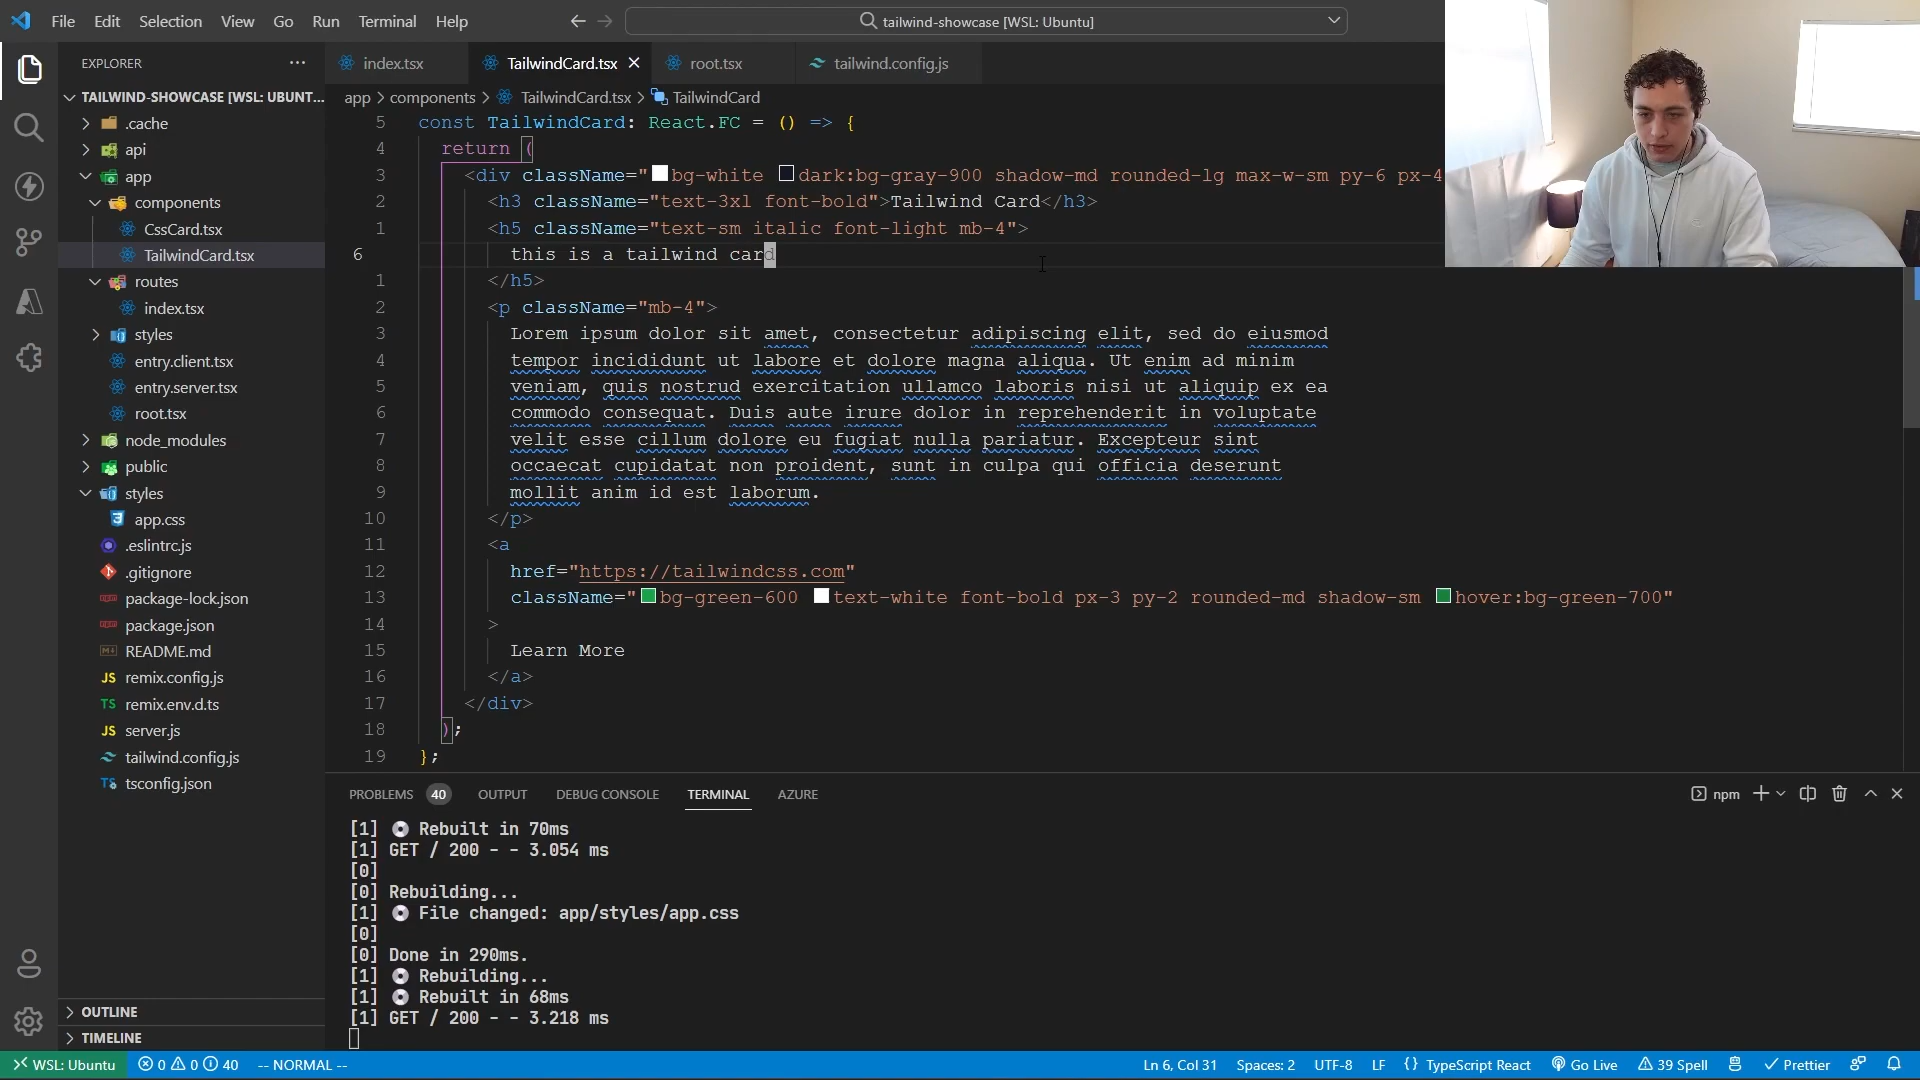 File Edit Selection View Go Run Terminal Help
tailwind-showcase [WSL: Ubuntu]
EXPLORER
TAILWIND-SHOWCASE [WSL: UBUNT...
.cache
api
app
components
CssCard.tsx
TailwindCard.tsx
routes
index.tsx
styles
entry.client.tsx
entry.server.tsx
root.tsx
node_modules
public
styles
app.css
.eslintrc.js
.gitignore
package-lock.json
package.json
README.md
JS remix.config.js
TS remix.env.d.ts
JS server.js
tailwind.config.js
TS tsconfig.json
OUTLINE
TIMELINE
index.tsx TailwindCard.tsx root.tsx tailwind.config.js
app > components > TailwindCard.tsx > TailwindCard
5 const TailwindCard: React.FC = () => {
4 return (
3 <div className="bg-white dark:bg-gray-900 shadow-md rounded-lg max-w-sm py-6 px-4
2 <h3 className="text-3xl font-bold">Tailwind Card</h3>
1 <h5 className="text-sm italic font-light mb-4">
6 this is a tailwind card
1 </h5>
2 <p className="mb-4">
3 Lorem ipsum dolor sit amet, consectetur adipiscing elit, sed do eiusmod
4 tempor incididunt ut labore et dolore magna aliqua. Ut enim ad minim
5 veniam, quis nostrud exercitation ullamco laboris nisi ut aliquip ex ea
6 commodo consequat. Duis aute irure dolor in reprehenderit in voluptate
7 velit esse cillum dolore eu fugiat nulla pariatur. Excepteur sint
8 occaecat cupidatat non proident, sunt in culpa qui officia deserunt
9 mollit anim id est laborum.
10 </p>
11 <a
12 href="https://tailwindcss.com"
13 className="bg-green-600 text-white font-bold px-3 py-2 rounded-md shadow-sm hover:bg-green-700"
14 >
15 Learn More
16 </a>
17 </div>
18 );
19 };
PROBLEMS 40 OUTPUT DEBUG CONSOLE TERMINAL AZURE npm
[1] Rebuilt in 70ms
[1] GET / 200 - - 3.054 ms
[0]
[0] Rebuilding...
[1] File changed: app/styles/app.css
[0]
[0] Done in 290ms.
[1] Rebuilding...
[1] Rebuilt in 68ms
[1] GET / 200 - - 3.218 ms
WSL: Ubuntu 0 0 40 -- NORMAL -- Ln 6, Col 31 Spaces: 2 UTF-8 LF {} TypeScript React Go Live 39 Spell Prettier